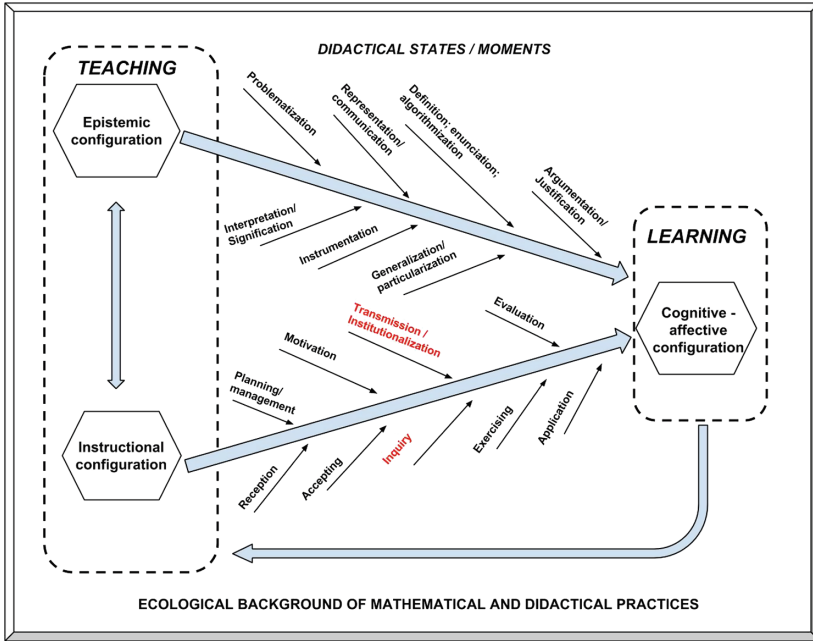 DIDACTICAL STATES / MOMENTS
TEACHING
Epistemic
configuration
Problematization
Representation/
communication
Definition; enunciation;
algorithmization
Argumentation/
Justification
Interpretation/
Signification
Instrumentation
Generalization/
particularization
LEARNING
Cognitive -
affective
configuration
Transmission /
Institutionalization
Evaluation
Motivation
Planning/
management
Instructional
configuration
Reception
Accepting
Inquiry
Exercising
Application
ECOLOGICAL BACKGROUND OF MATHEMATICAL AND DIDACTICAL PRACTICES